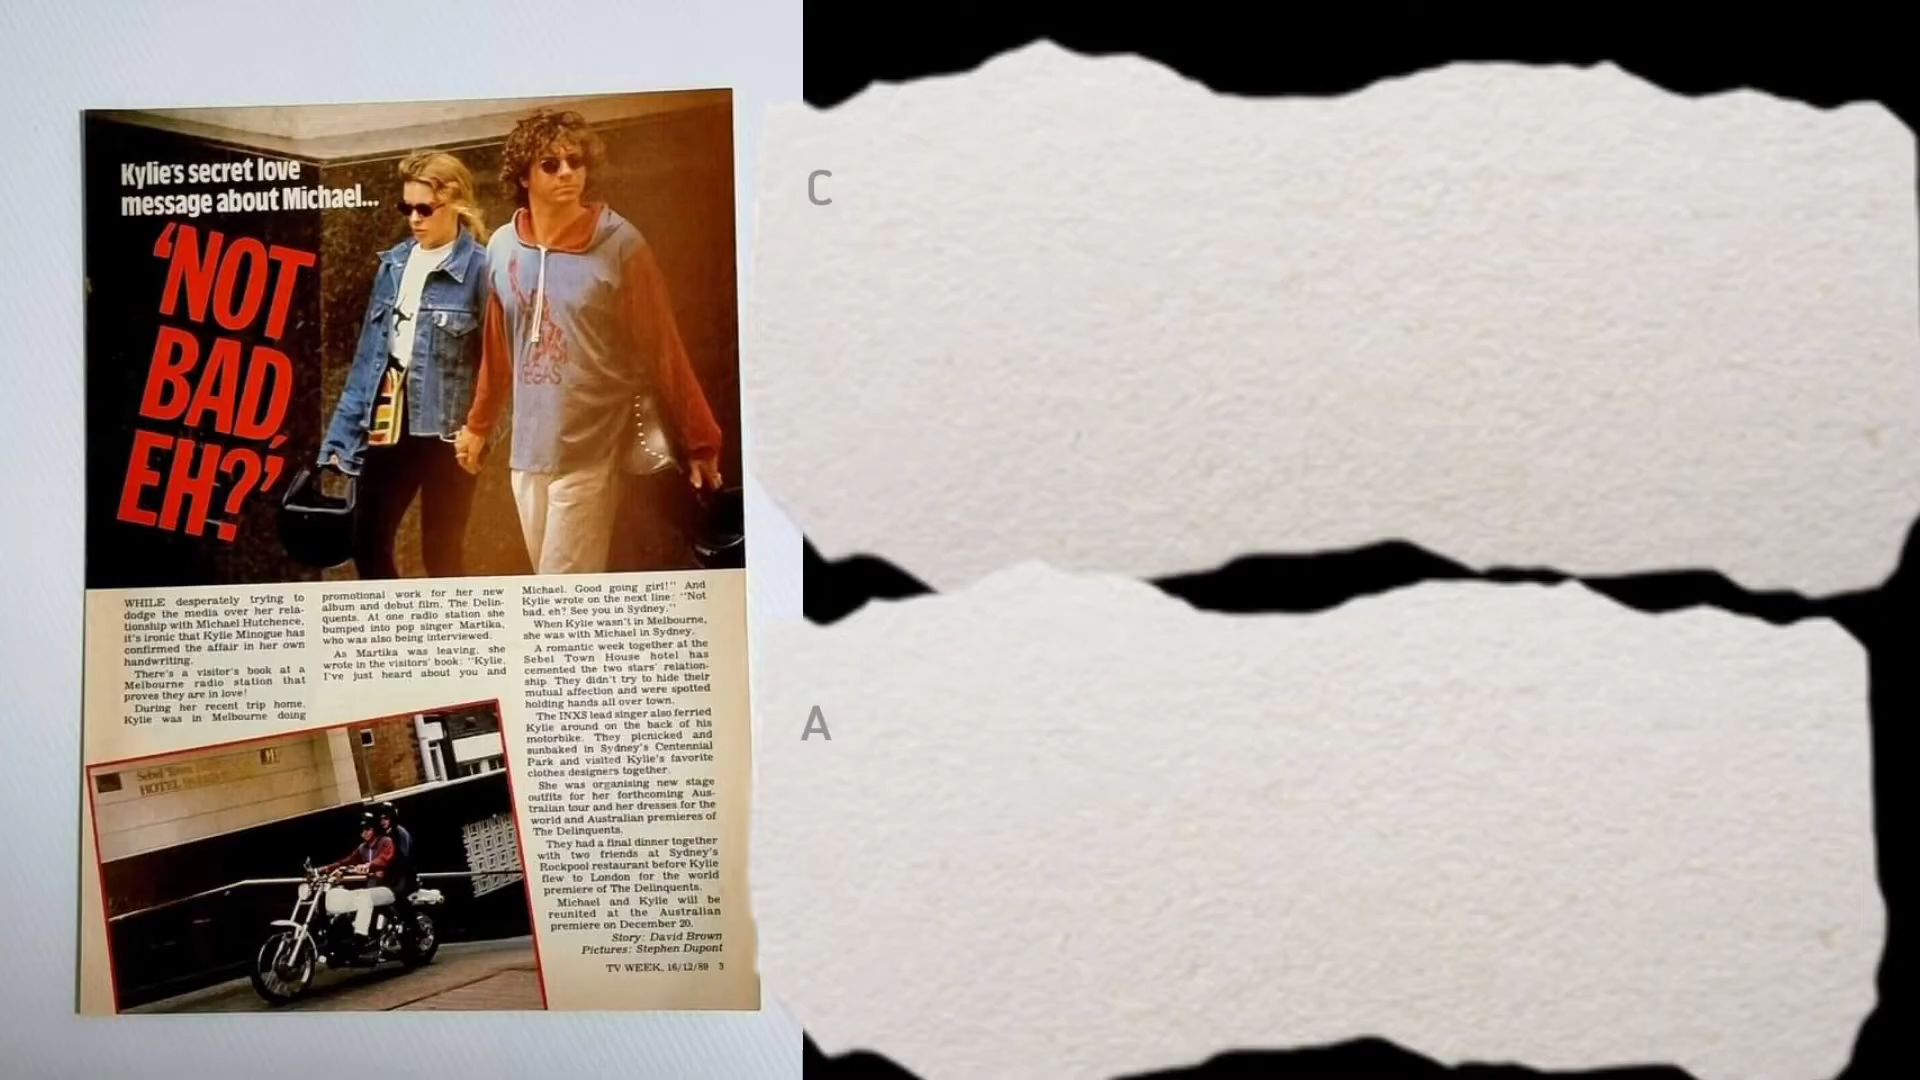 Kylie's secret love
message about Michael...
'NOT
BAD,
EH?'
VEGAS
WHILE desperately trying to
dodge the media over her rela-
tionship with Michael Hutchence,
it's ironic that Kylie Minogue has
confirmed the affair in her own
handwriting.
There's a visitor's book at a
Melbourne radio station that
proves they are in love!
During her recent trip home,
Kylie was in Melbourne doing
promotional work for her new
album and debut film, The Delin-
quents. At one radio station she
bumped into pop singer Martika,
who was also being interviewed.
As Martika was leaving, she
wrote in the visitors' book: "Kylie,
I've just heard about you and
Michael. Good going girl!" And
Kylie wrote on the next line: "Not
bad, eh? See you in Sydney."
When Kylie wasn't in Melbourne,
she was with Michael in Sydney.
A romantic week together at the
Sebel Town House hotel has
cemented the two stars' relation-
ship. They didn't try to hide their
mutual affection and were spotted
holding hands all over town.
The INXS lead singer also ferried
Kylie around on the back of his
motorbike. They picnicked and
sunbaked in Sydney's Centennial
Park and visited Kylie's favorite
clothes designers together.
She was organising new stage
outfits for her forthcoming Aus-
tralian tour and her dresses for the
world and Australian premieres of
The Delinquents.
They had a final dinner together
with two friends at Sydney's
Rockpool restaurant before Kylie
flew to London for the world
premiere of The Delinquents.
Michael and Kylie will be
reunited at the Australian
premiere on December 20.
Story: David Brown
Pictures: Stephen Dupont
TV WEEK, 16/12/89 3
Sebel Town
HOTEL
C
A